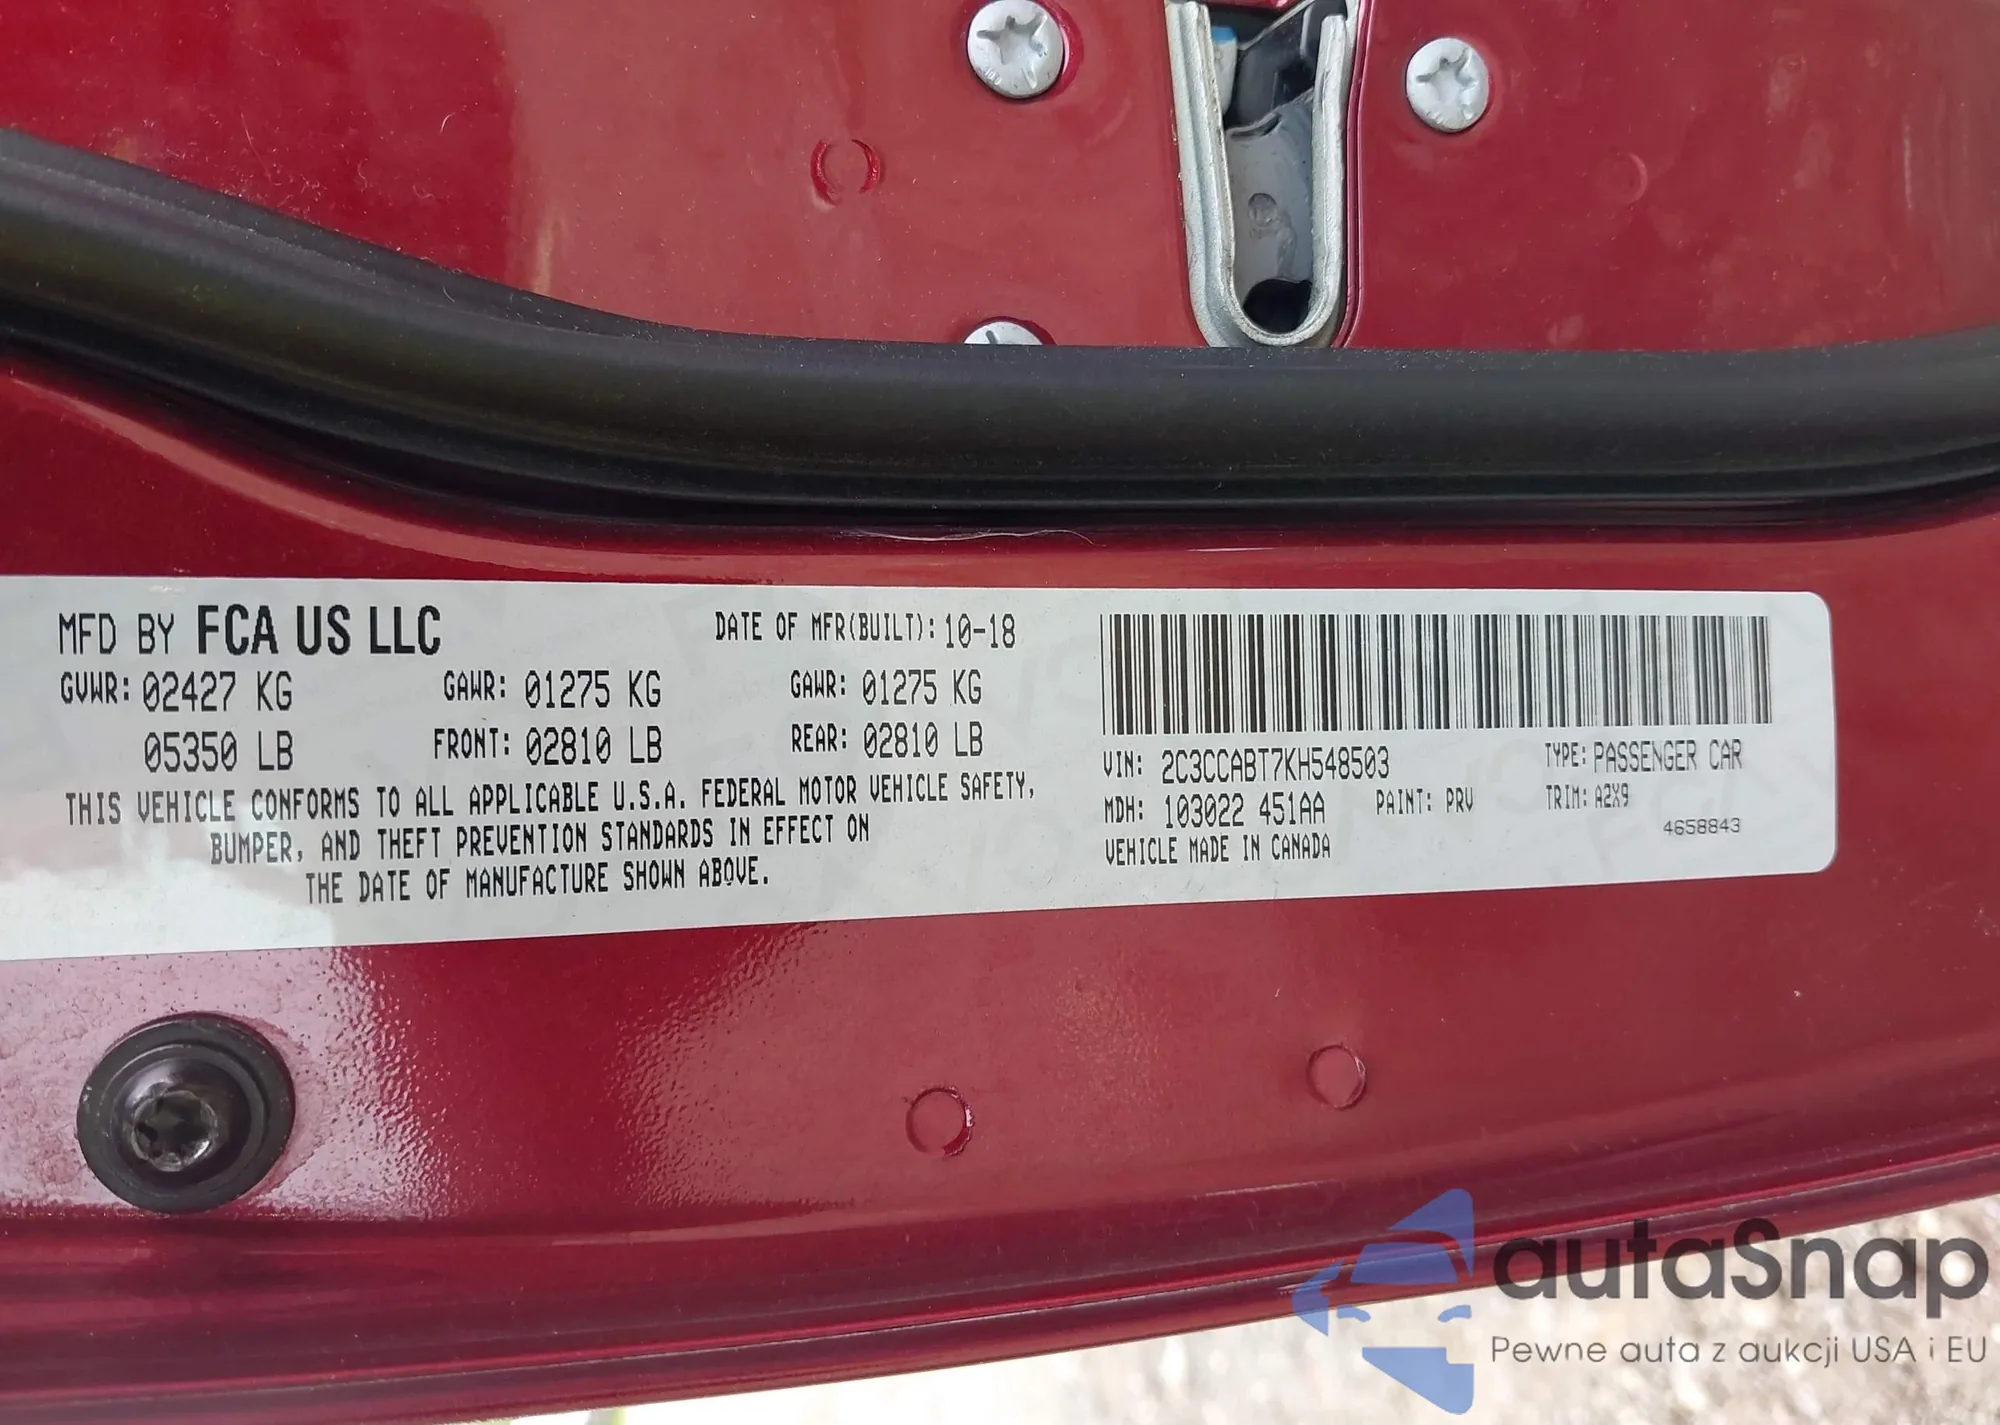 MFD BY FCA US LLC DATE OF MFR(BUILT): 10-18
GVWR: 02427 KG GAWR: 01275 KG GAWR: 01275 KG
05350 LB FRONT: 02810 LB REAR: 02810 LB
THIS VEHICLE CONFORMS TO ALL APPLICABLE U.S.A. FEDERAL MOTOR VEHICLE SAFETY,
BUMPER, AND THEFT PREVENTION STANDARDS IN EFFECT ON
THE DATE OF MANUFACTURE SHOWN ABOVE.
VIN: 2C3CCABT7KH548503 TYPE: PASSENGER CAR
MDH: 103022 451AA PAINT: PRV TRIM: A2X9
4658843
VEHICLE MADE IN CANADA
autaSnap
Pewne auta z aukcji USA i EU